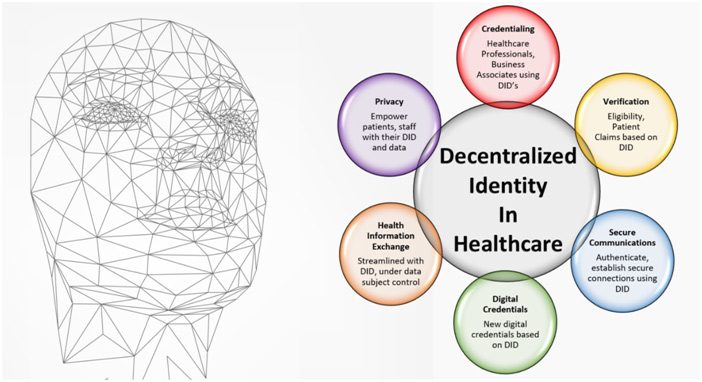 Decentralized
Identity
In
Healthcare
Credentialing
Healthcare
Professionals,
Business
Associates using
DID's
Verification
Eligibility,
Patient
Claims based on
DID
Secure
Communications
Authenticate,
establish secure
connections using
DID
Digital
Credentials
New digital
credentials based
on DID
Health
Information
Exchange
Streamlined with
DID, under data
subject control
Privacy
Empower
patients, staff
with their DID
and data